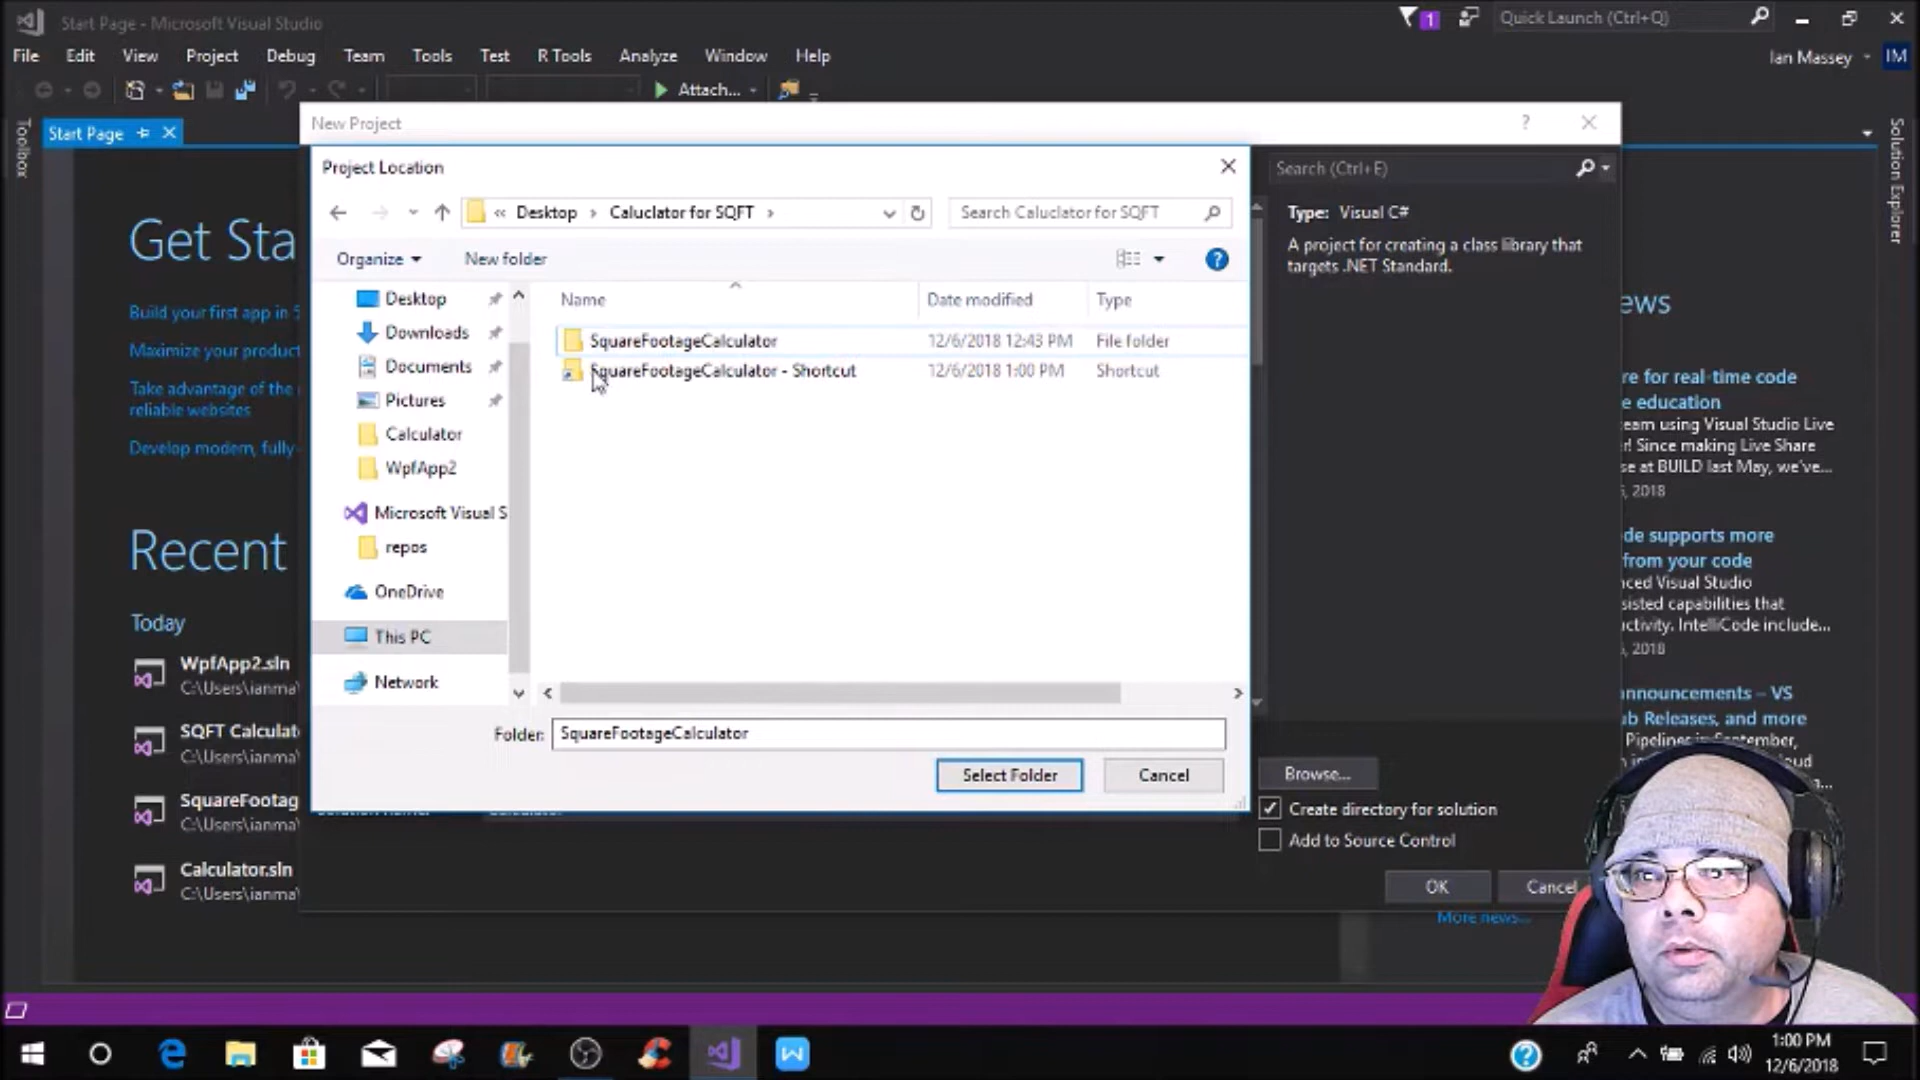 Start Page - Microsoft Visual Studio
1
Quick Launch (Ctrl+Q)
File Edit View Project Debug Team Tools Test R Tools Analyze Window Help
Ian Massey
IM
Attach...
Toolbox
Start Page
New Project
?
Solution Explorer
Project Location
Search (Ctrl+E)
« Desktop › Caluclator for SQFT ›
Search Caluclator for SQFT
Type: Visual C#
A project for creating a class library that
targets .NET Standard.
Organize
New folder
?
Get Sta
Build your first app in 5
Maximize your product
Take advantage of the
reliable websites
Develop modern, fully-
Name
Date modified
Type
SquareFootageCalculator
12/6/2018 12:43 PM
File folder
SquareFootageCalculator - Shortcut
12/6/2018 1:00 PM
Shortcut
Desktop
Downloads
Documents
Pictures
Calculator
WpfApp2
Microsoft Visual S
repos
OneDrive
This PC
Network
ews
re for real-time code
e education
eam using Visual Studio Live
r! Since making Live Share
se at BUILD last May, we've...
, 2018
de supports more
from your code
nced Visual Studio
sisted capabilities that
uctivity. IntelliCode include...
, 2018
nnouncements – VS
ub Releases, and more
Pipelines in September,
More news...
Recent
Today
WpfApp2.sln
C:\Users\ianma\
SQFT Calculat
C:\Users\ianma\
SquareFootag
C:\Users\ianma\
Calculator.sln
C:\Users\ianma\
Folder: SquareFootageCalculator
Select Folder
Cancel
Browse...
Create directory for solution
Add to Source Control
OK
Cancel
W
?
1:00 PM
12/6/2018